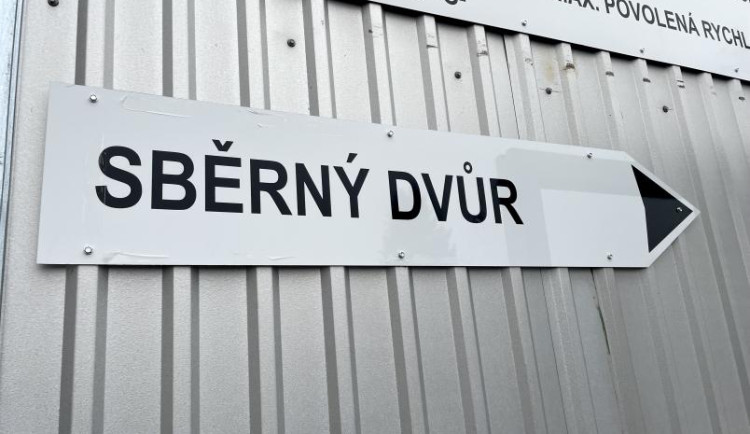 POVOLENÁ
SBĚRNÝ DVŮR